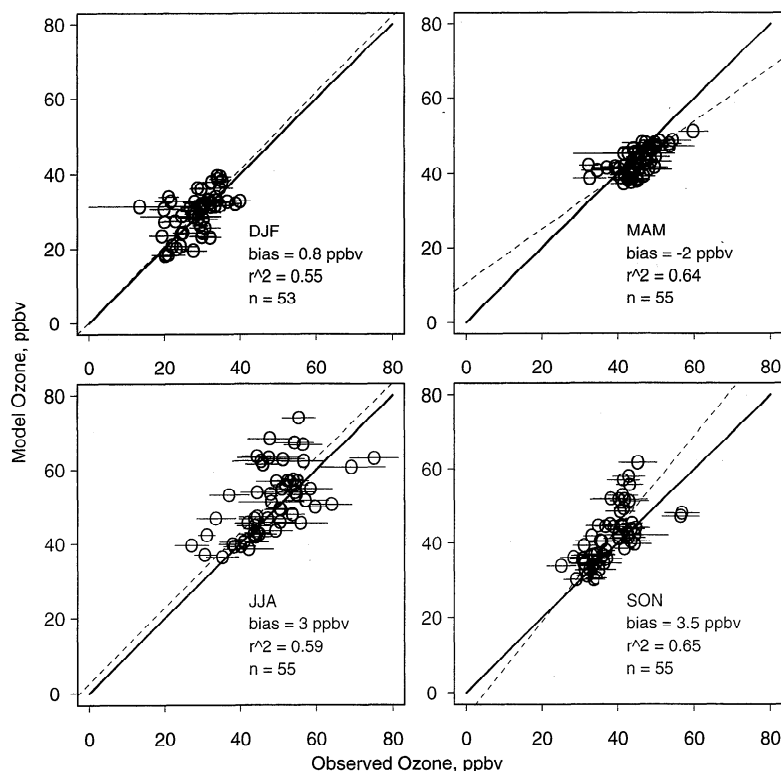 Model Ozone, ppbv
80
60
40
20
0
DJF
bias = 0.8 ppbv
r^2 = 0.55
n = 53
0 20 40 60 80
80
60
40
20
0
MAM
bias = -2 ppbv
r^2 = 0.64
n = 55
0 20 40 60 80
80
60
40
20
0
JJA
bias = 3 ppbv
r^2 = 0.59
n = 55
0 20 40 60 80
80
60
40
20
0
SON
bias = 3.5 ppbv
r^2 = 0.65
n = 55
0 20 40 60 80
Observed Ozone, ppbv